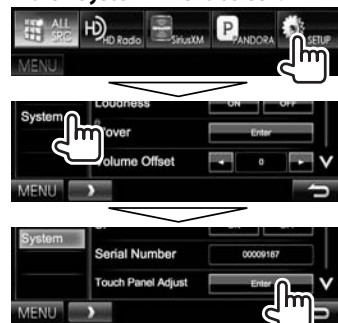 ALL SRC HD Radio SiriusXM PANDORA SETUP
MENU
Loudness ON OFF
System
Enter
Volume Offset 0
MENU
System
Serial Number 00009167
Touch Panel Adjust Enter
MENU